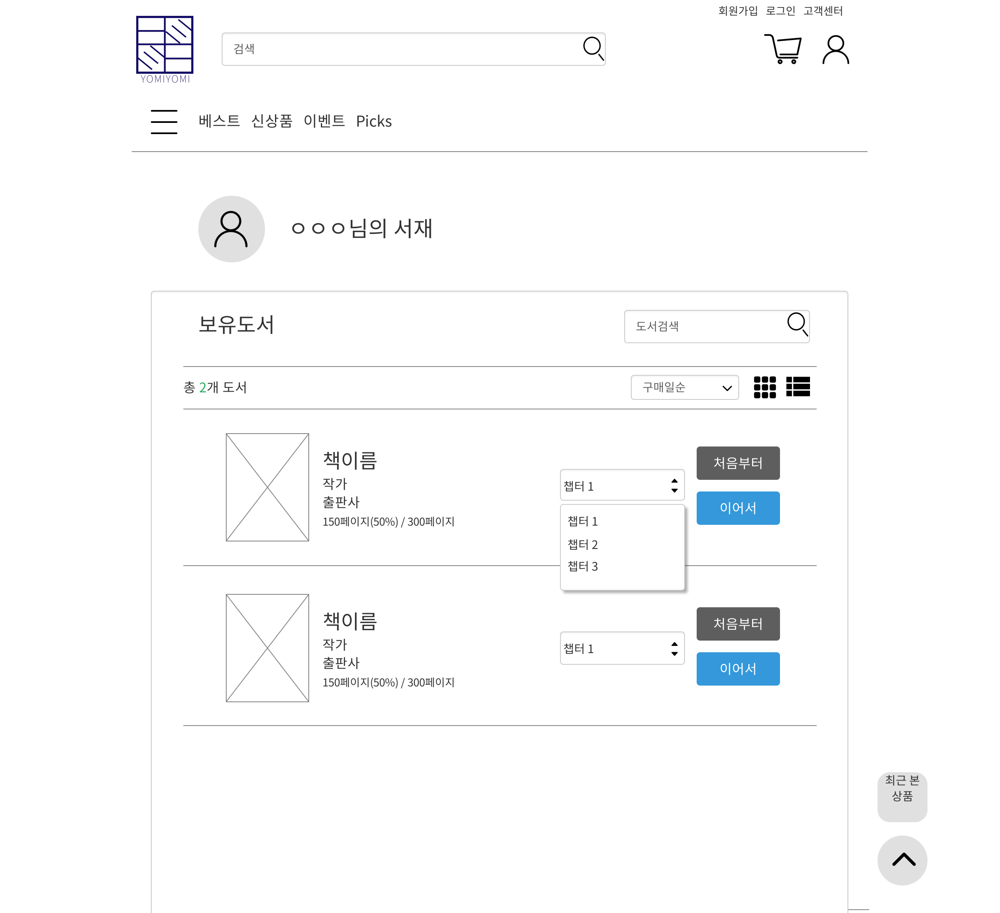 회원가입 로그인 고객센터
YOMIYOMI
검색
베스트 신상품 이벤트 Picks
ㅇㅇㅇ님의 서재
보유도서
도서검색
총 2개 도서
구매일순
책이름
작가
출판사
150페이지(50%) / 300페이지
챕터 1
챕터 1
챕터 2
챕터 3
처음부터
이어서
책이름
작가
출판사
150페이지(50%) / 300페이지
챕터 1
처음부터
이어서
최근 본
상품